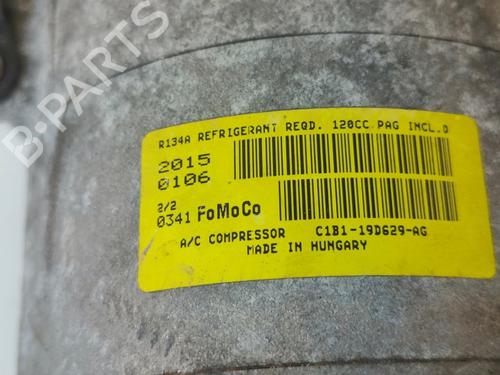 B-PARTS
R134A REFRIGERANT REQD. 120CC PAG INCL.D
2015
0106
2/2
0341 FoMoCo
A/C COMPRESSOR C1B1-19D629-AG
MADE IN HUNGARY